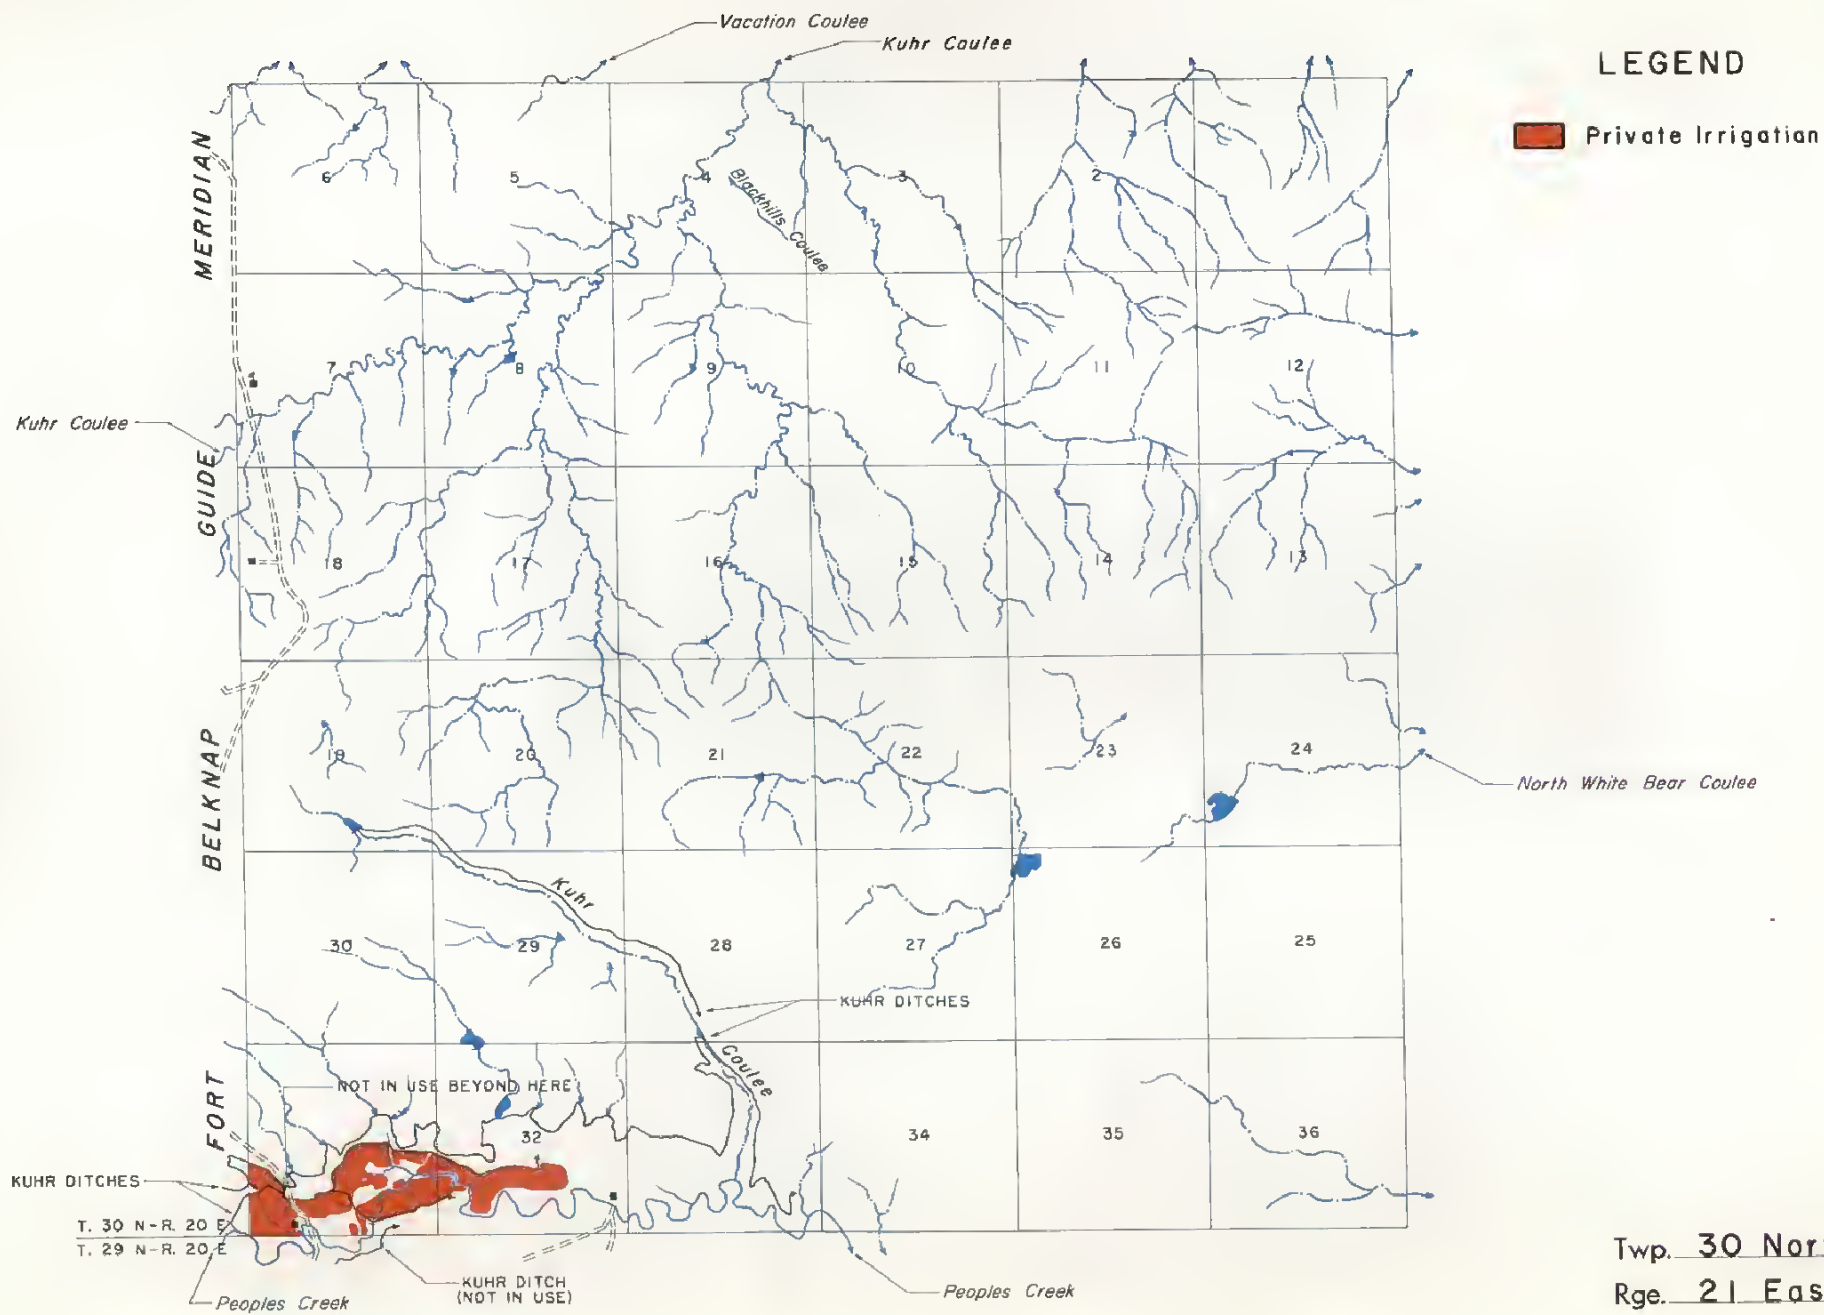 Vacation Coulee
Kuhr Coulee
LEGEND
Private Irrigation
MERIDIAN
6
5
4
3
2
Blackhills Coulee
7
8
9
10
11
12
Kuhr Coulee
GUIDE
18
17
16
15
14
13
BELKNAP
19
20
21
22
23
24
North White Bear Coulee
Kuhr
30
29
28
27
26
25
KUHR DITCHES
Coulee
FORT
NOT IN USE BEYOND HERE
32
34
35
36
KUHR DITCHES
T. 30 N-R. 20 E
T. 29 N-R. 20 E
KUHR DITCH
(NOT IN USE)
Peoples Creek
Peoples Creek
Twp. 30 Nor
Rge. 21 Eas